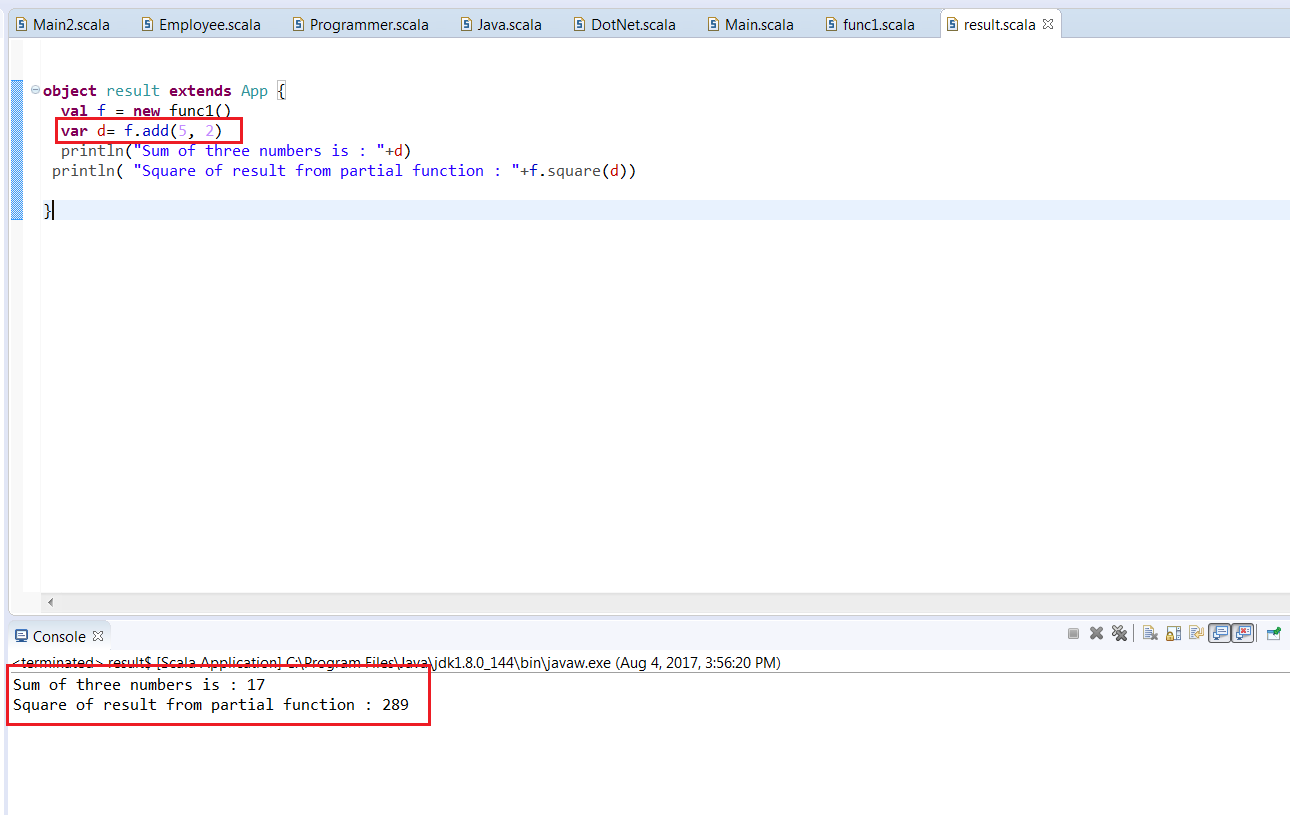 Main2.scala Employee.scala Programmer.scala Java.scala DotNet.scala Main.scala func1.scala result.scala
object result extends App {
val f = new func1()
var d= f.add(5, 2)
println("Sum of three numbers is : "+d)
println( "Square of result from partial function : "+f.square(d))
}
Console
<terminated> result$ [Scala Application] C:\Program Files\Java\jdk1.8.0_144\bin\javaw.exe (Aug 4, 2017, 3:56:20 PM)
Sum of three numbers is : 17
Square of result from partial function : 289